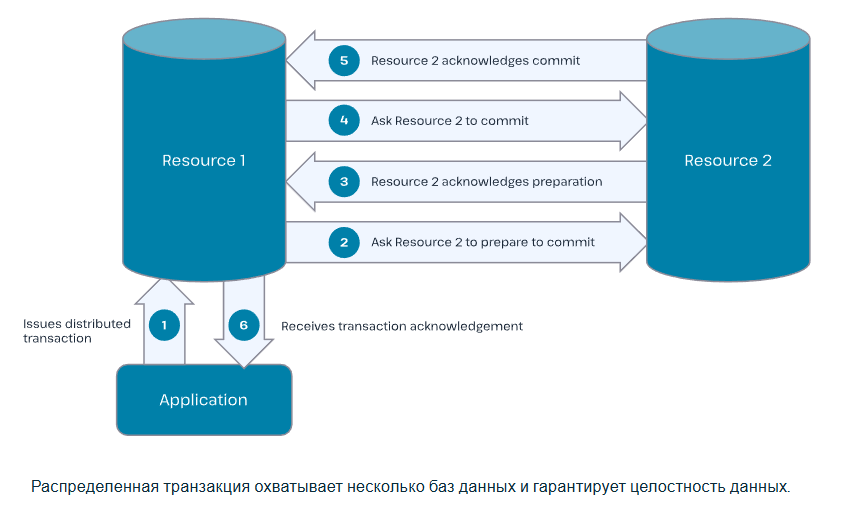 5 Resource 2 acknowledges commit
4 Ask Resource 2 to commit
Resource 1
Resource 2
3 Resource 2 acknowledges preparation
2 Ask Resource 2 to prepare to commit
Issues distributed
transaction
1
6
Receives transaction acknowledgement
Application
Распределенная транзакция охватывает несколько баз данных и гарантирует целостность данных.